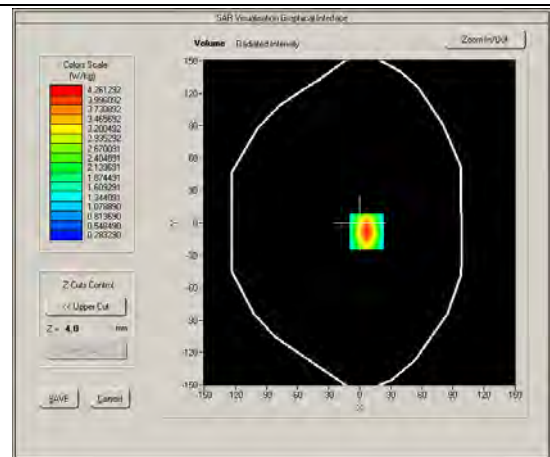 SAR Visualisation Graphical Interface
Volume Radiated Intensity
Zoom In/Out
Colors Scale
(W/kg)
4.261292
3.996092
3.730892
3.465692
3.200492
2.935292
2.670091
2.404891
2.139691
1.874491
1.609291
1.344091
1.078890
0.813690
0.548490
0.283290
150
120
90
60
30
0
-30
-60
-90
-120
-150
Y
-150 -120 -90 -60 -30 0 30 60 90 120 150
X
Z Cuts Control
<< Upper Cut
Z = 4.0 mm
SAVE Cancel